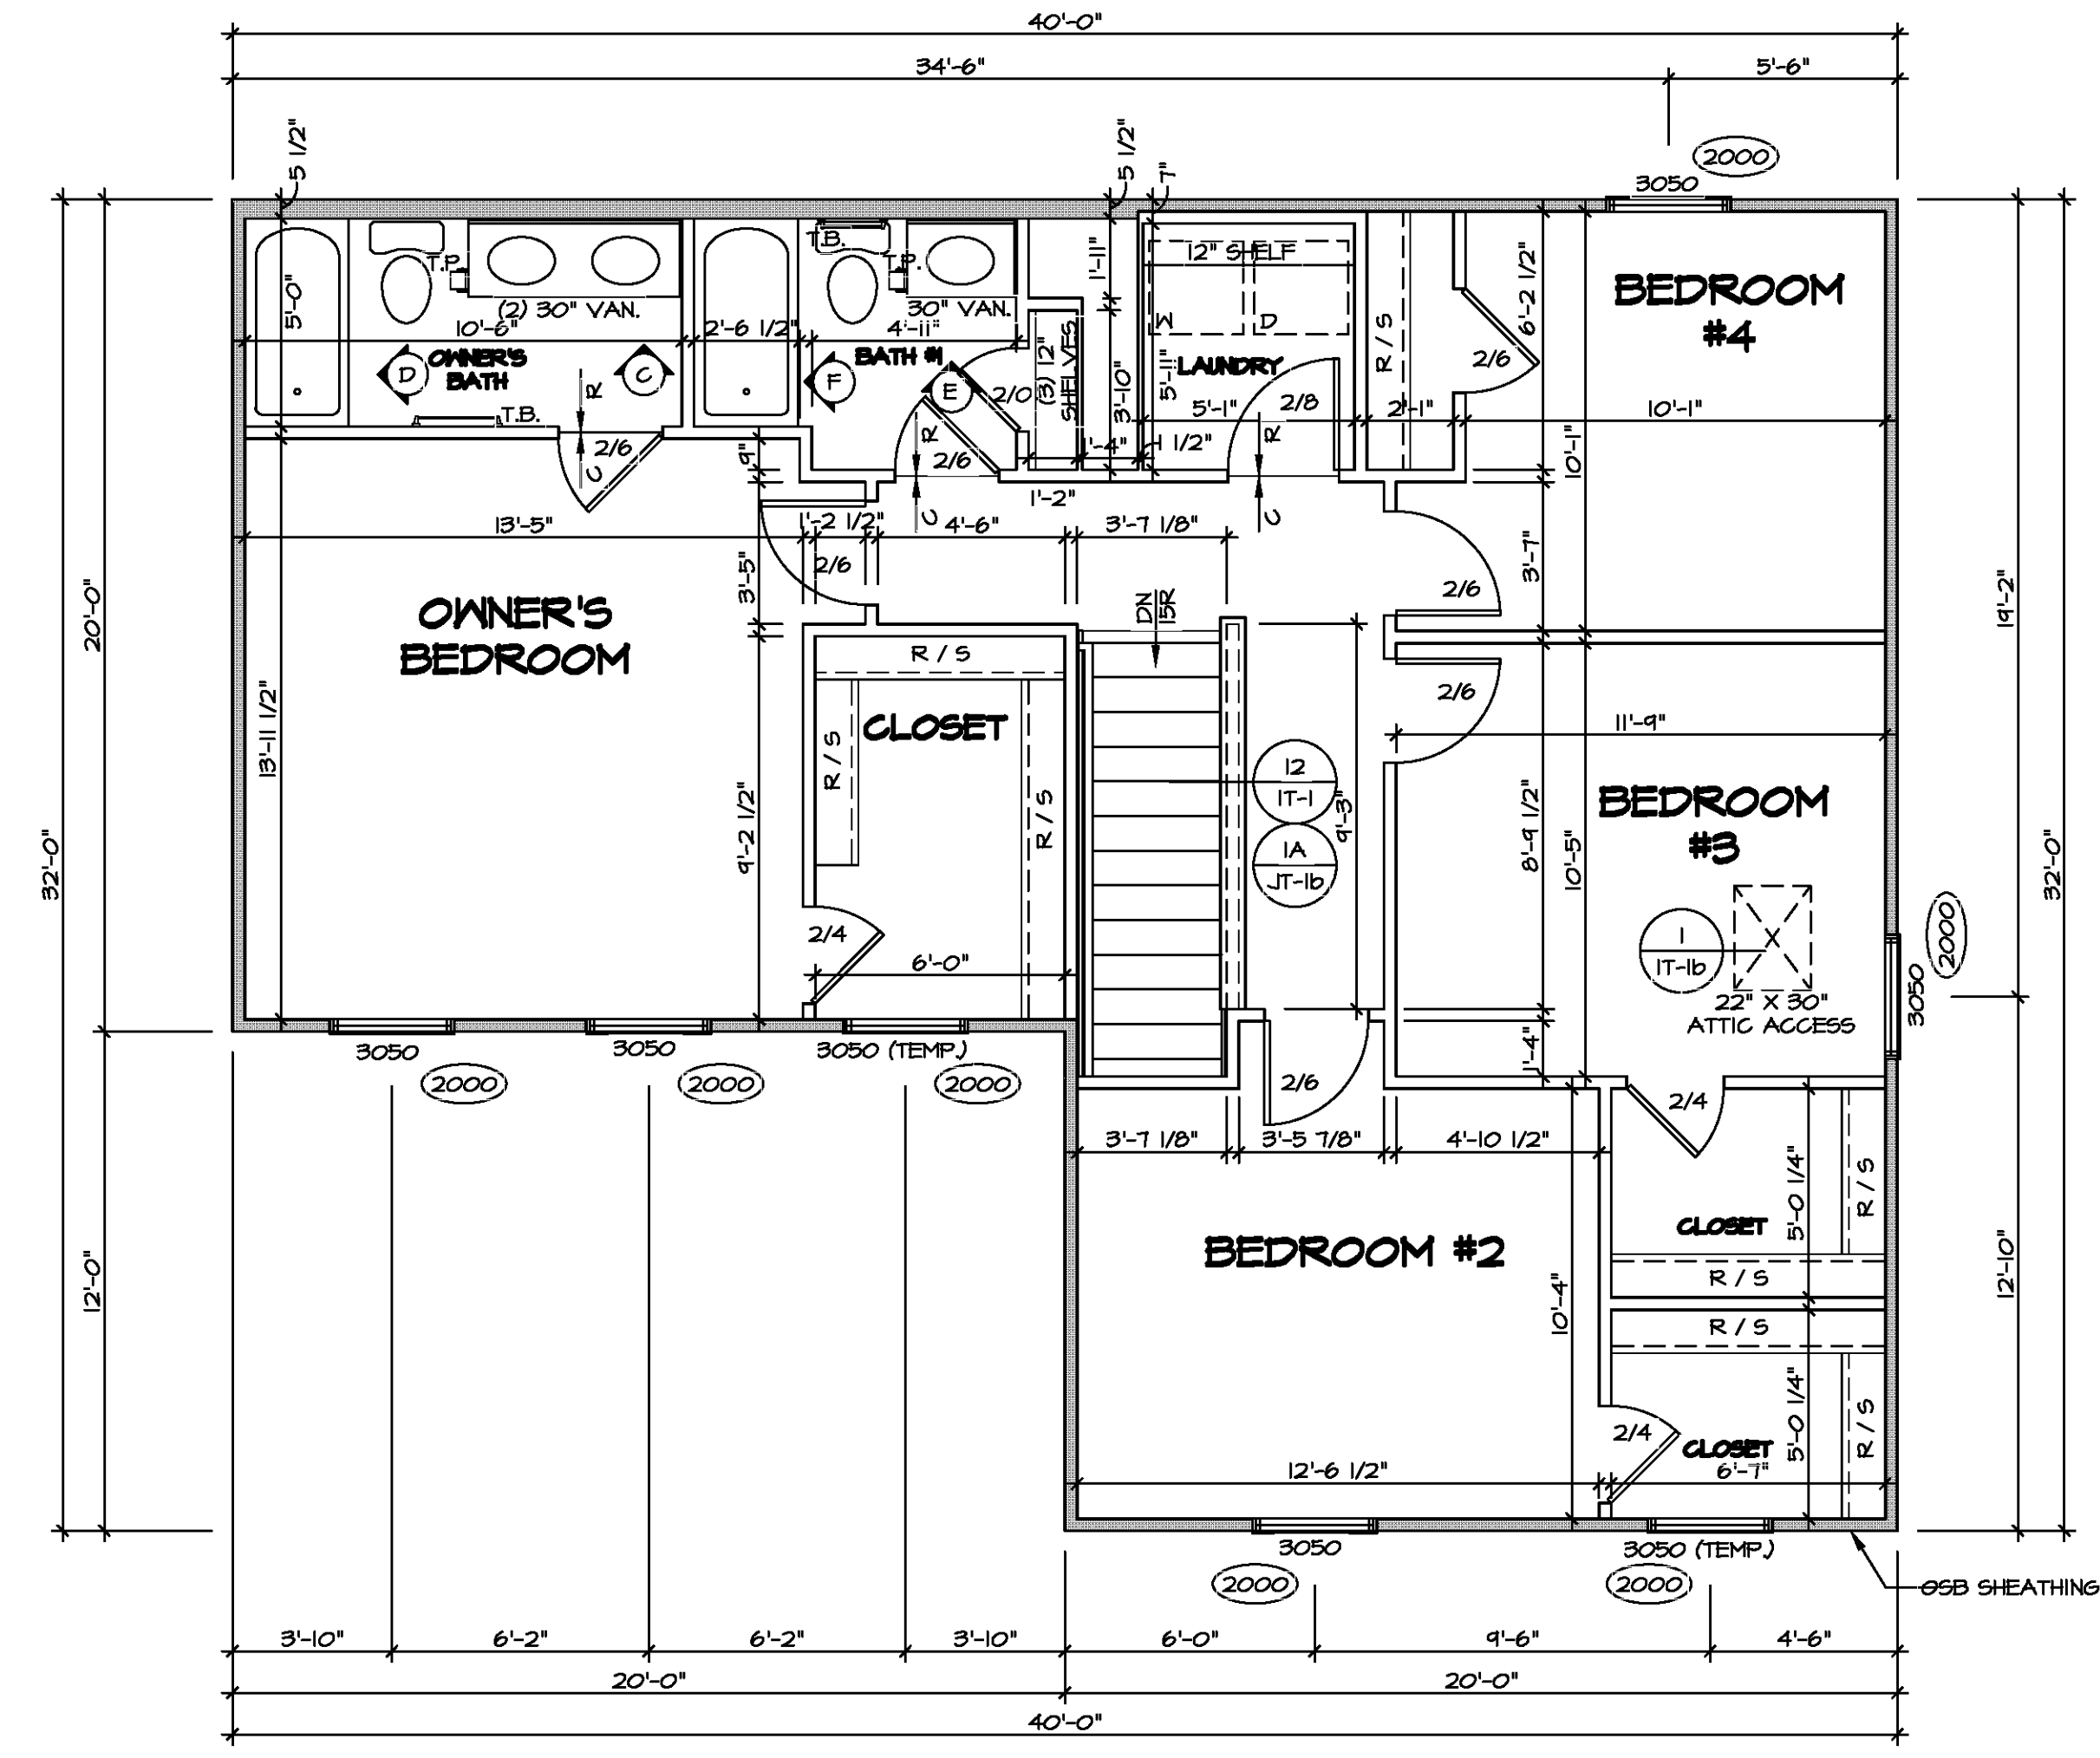 40'-0"
34'-6"
5'-6"
5 1/2"
5 1/2"
7"
2000
3050
T.B.
T.P.
T.P.
12" SHELF
1'-11"
6'-2 1/2"
BEDROOM
#4
5'-0"
(2) 30" VAN.
30" VAN.
10'-6"
2'-6 1/2"
4'-11"
W
D
R / S
2/6
OWNER'S
BATH
D
C
BATH #1
F
E
2/0
(3) 12"
SHELVES
3'-10"
5'-11"
LAUNDRY
R
T.B.
2/6
C
R
2/6
C
5'-1"
2/8
R
C
2'-1"
10'-1"
9"
1'-4"
1 1/2"
1'-2"
10'-1"
13'-5"
1'-2 1/2"
4'-6"
3'-7 1/8"
3'-5"
2/6
3'-7"
2/6
20'-0"
19'-2"
OWNER'S
BEDROOM
DN
15R
R / S
2/6
13'-11 1/2"
CLOSET
R / S
R / S
11'-9"
12
IT-1
9'-3"
1A
JT-1b
BEDROOM
#3
9'-2 1/2"
8'-9 1/2"
10'-5"
32'-0"
32'-0"
2/4
6'-0"
1
IT-1b
22" X 30"
ATTIC ACCESS
2000
3050
3050
3050
3050 (TEMP.)
2000
2000
2000
1'-4"
2/6
2/4
3'-7 1/8"
3'-5 7/8"
4'-10 1/2"
5'-0 1/4"
R / S
CLOSET
BEDROOM #2
R / S
12'-0"
12'-10"
10'-4"
R / S
5'-0 1/4"
R / S
2/4
CLOSET
12'-6 1/2"
6'-7"
3050
3050 (TEMP.)
2000
2000
OSB SHEATHING
3'-10"
6'-2"
6'-2"
3'-10"
6'-0"
9'-6"
4'-6"
20'-0"
20'-0"
40'-0"